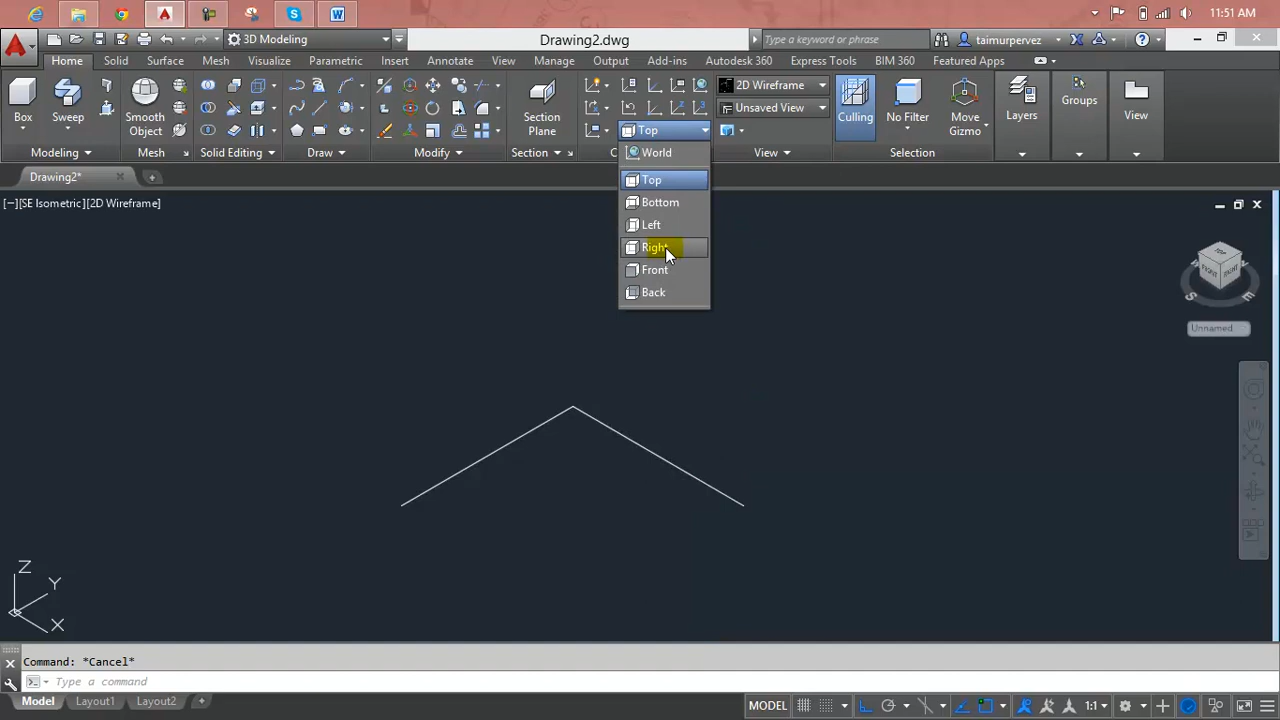 11:51 AM
3D Modeling
Drawing2.dwg
Type a keyword or phrase
taimurpervez
Home Solid Surface Mesh Visualize Parametric Insert Annotate View Manage Output Add-ins Autodesk 360 Express Tools BIM 360 Featured Apps
2D Wireframe
Unsaved View
Box
Sweep
Smooth
Object
Section
Plane
Culling
No Filter
Move
Gizmo
Layers
Groups
View
Top
Modeling
Mesh
Solid Editing
Draw
Modify
Section
C
View
Selection
World
Top
Bottom
Left
Right
Front
Back
Drawing2*
[−][SE Isometric][2D Wireframe]
TOP
FRONT
RIGHT
S
E
Unnamed
Z
Y
X
Command: *Cancel*
Type a command
Model Layout1 Layout2
MODEL
1:1